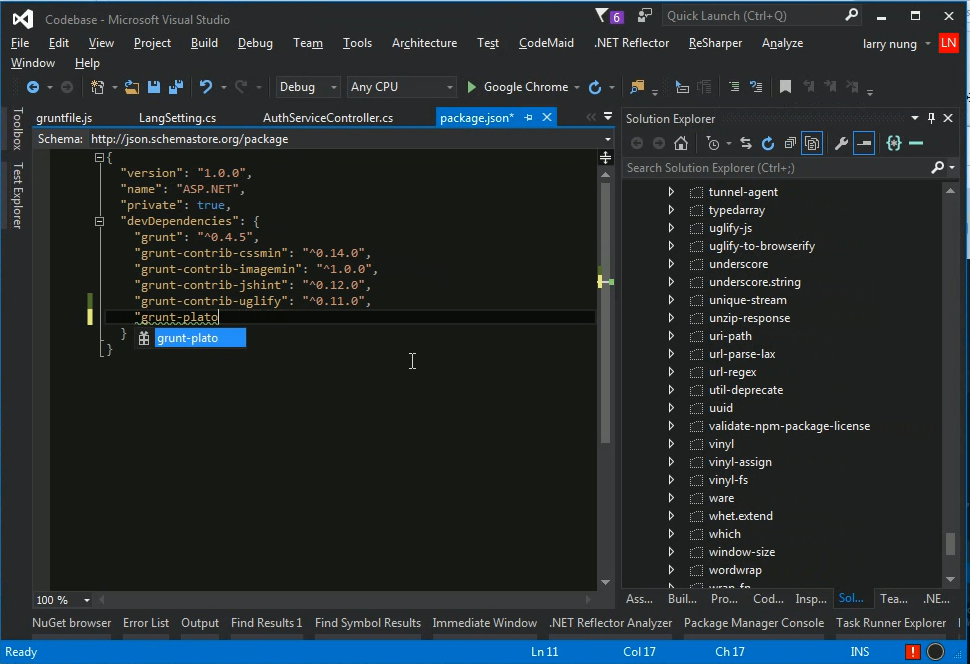 Codebase - Microsoft Visual Studio
6
Quick Launch (Ctrl+Q)
File Edit View Project Build Debug Team Tools Architecture Test CodeMaid .NET Reflector ReSharper Analyze larry nung LN
Window Help
Debug Any CPU Google Chrome
Toolbox
Test Explorer
gruntfile.js LangSetting.cs AuthServiceController.cs package.json*
Schema: http://json.schemastore.org/package
{
"version": "1.0.0",
"name": "ASP.NET",
"private": true,
"devDependencies": {
"grunt": "^0.4.5",
"grunt-contrib-cssmin": "^0.14.0",
"grunt-contrib-imagemin": "^1.0.0",
"grunt-contrib-jshint": "^0.12.0",
"grunt-contrib-uglify": "^0.11.0",
"grunt-plato
}
grunt-plato
}
100 %
Solution Explorer
Search Solution Explorer (Ctrl+;)
tunnel-agent
typedarray
uglify-js
uglify-to-browserify
underscore
underscore.string
unique-stream
unzip-response
uri-path
url-parse-lax
url-regex
util-deprecate
uuid
validate-npm-package-license
vinyl
vinyl-assign
vinyl-fs
ware
whet.extend
which
window-size
wordwrap
Ass... Buil... Pro... Cod... Insp... Sol... Tea... .NE...
NuGet browser Error List Output Find Results 1 Find Symbol Results Immediate Window .NET Reflector Analyzer Package Manager Console Task Runner Explorer
Ready Ln 11 Col 17 Ch 17 INS